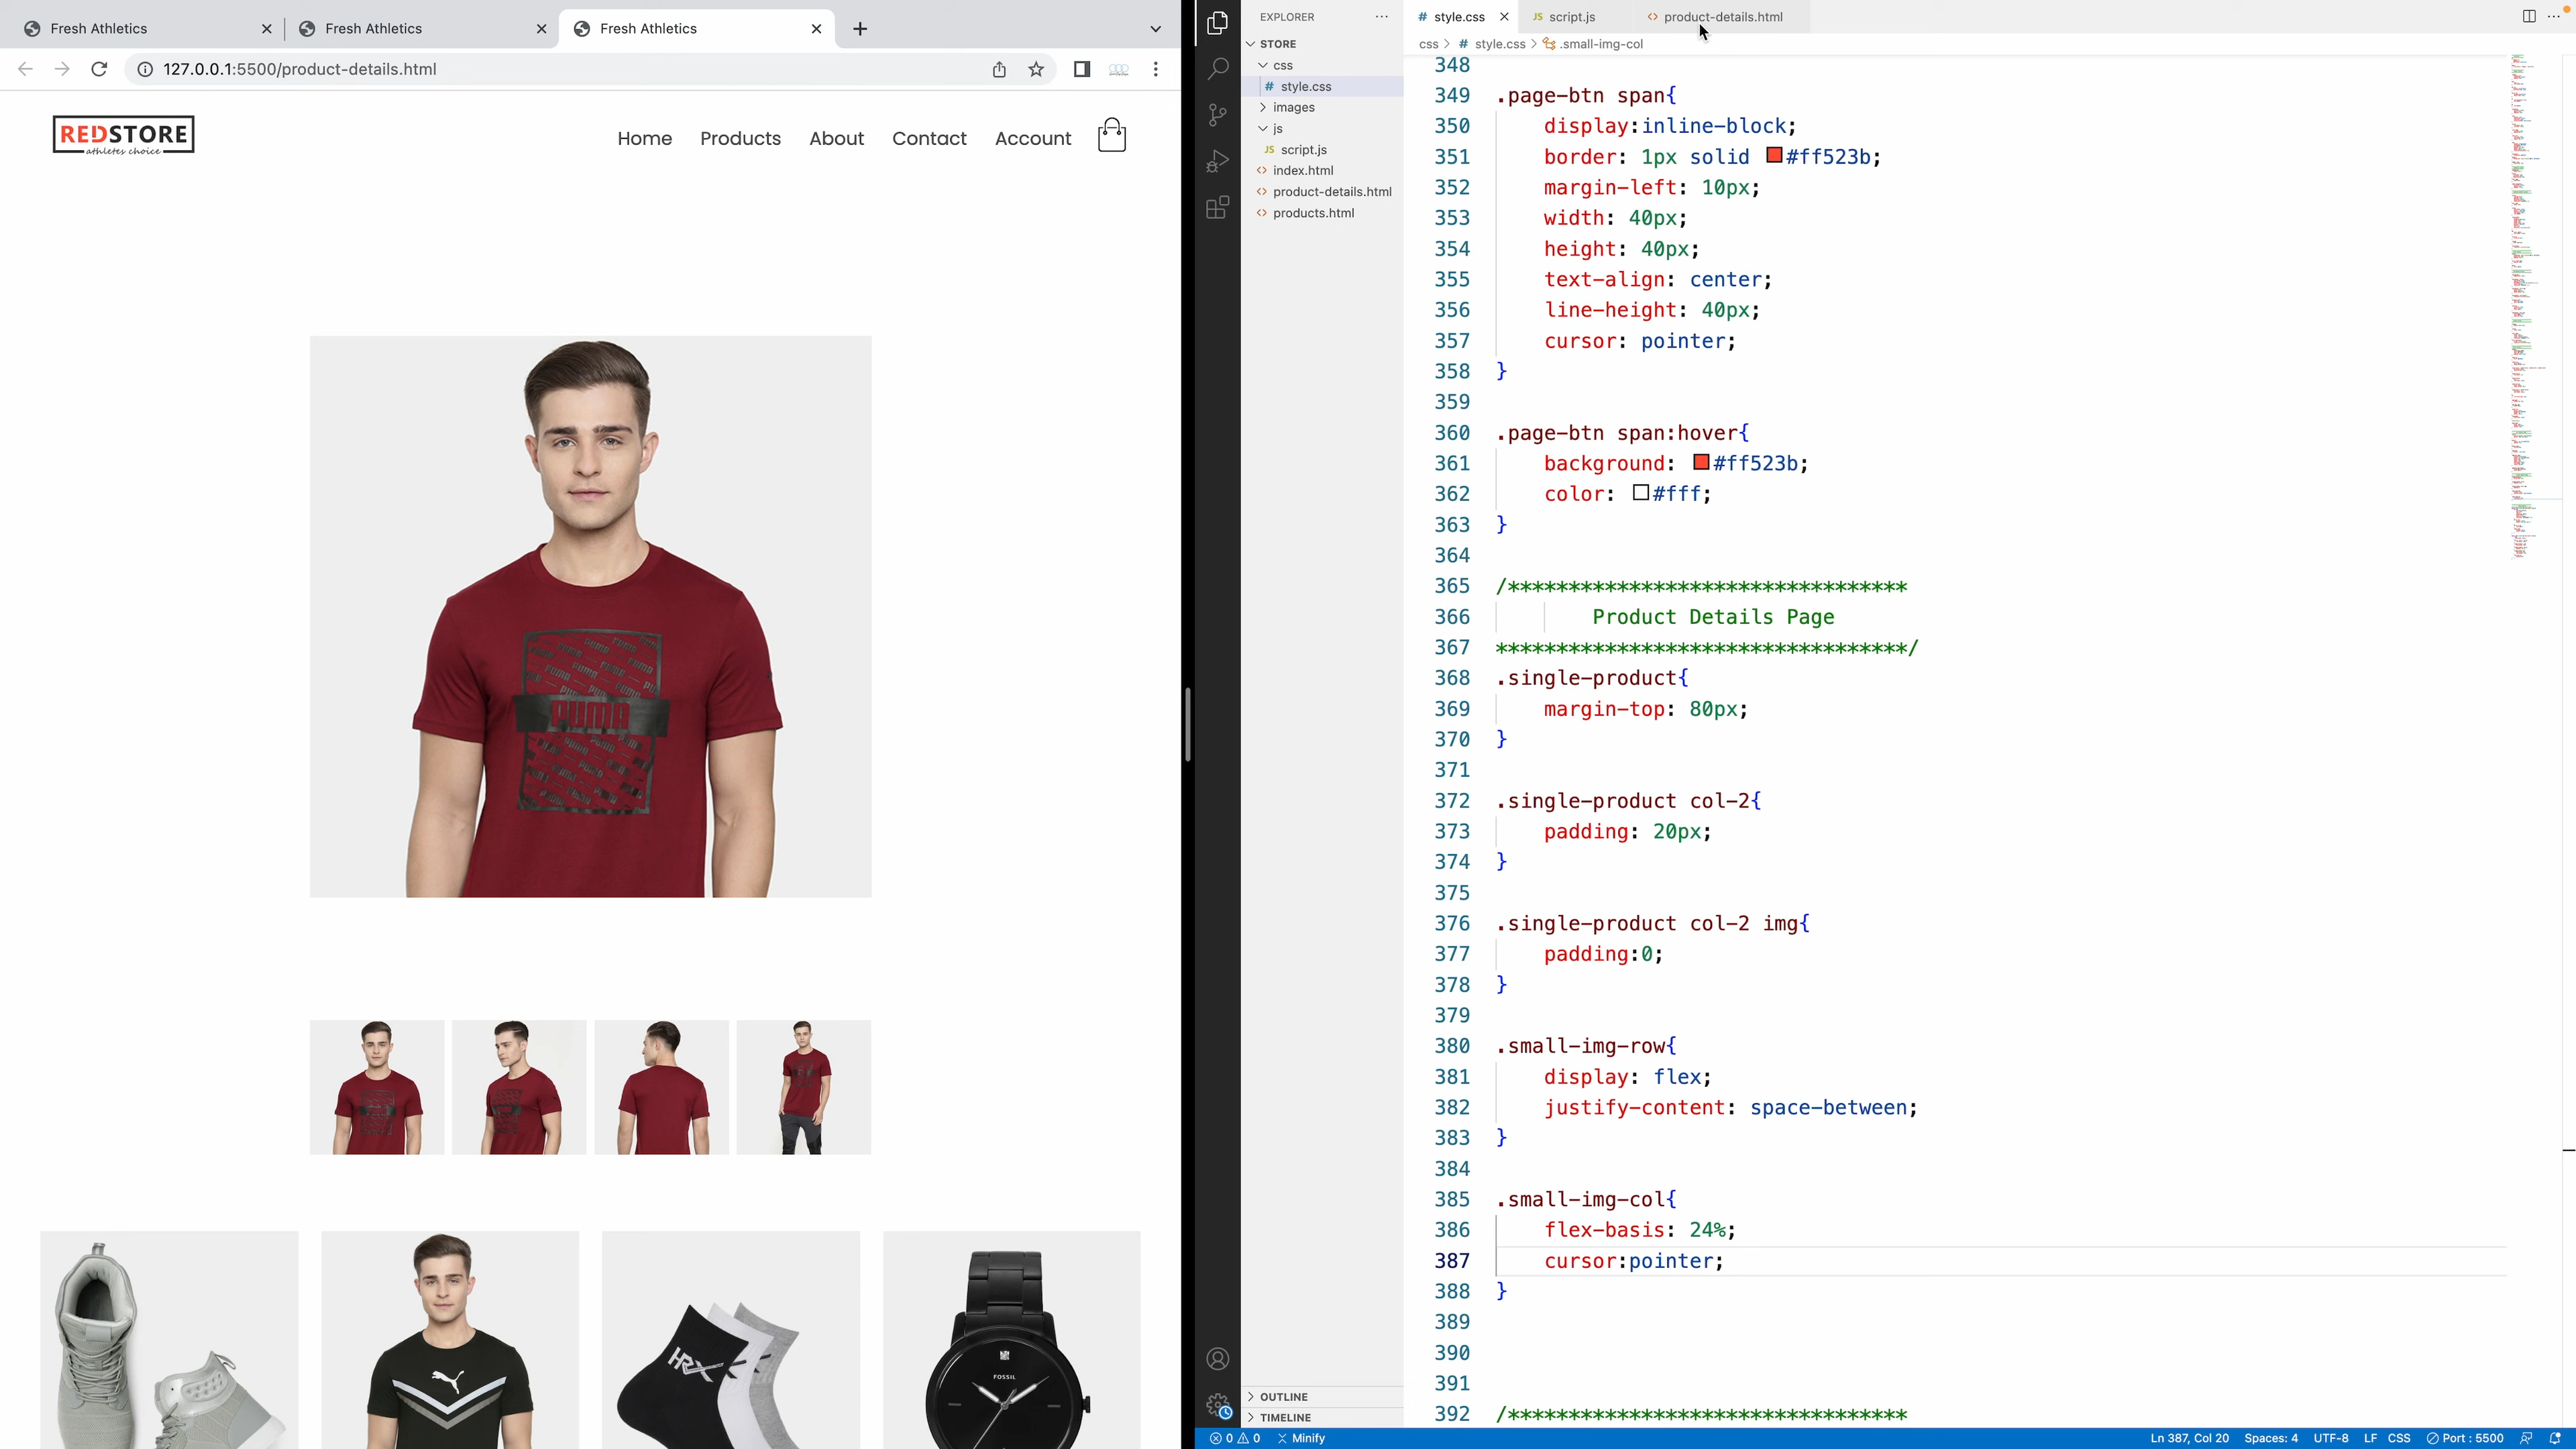 Fresh Athletics
Fresh Athletics
Fresh Athletics
127.0.0.1:5500/product-details.html
REDSTORE
athletes choice
Home
Products
About
Contact
Account
PUMA
HRX
FOSSIL
EXPLORER
STORE
css
# style.css
images
js
JS script.js
<> index.html
<> product-details.html
<> products.html
OUTLINE
TIMELINE
# style.css
JS script.js
<> product-details.html
css > # style.css > .small-img-col
348
349 .page-btn span{
350 display:inline-block;
351 border: 1px solid #ff523b;
352 margin-left: 10px;
353 width: 40px;
354 height: 40px;
355 text-align: center;
356 line-height: 40px;
357 cursor: pointer;
358 }
359
360 .page-btn span:hover{
361 background: #ff523b;
362 color: #fff;
363 }
364
365 /*********************************
366 Product Details Page
367 **********************************/
368 .single-product{
369 margin-top: 80px;
370 }
371
372 .single-product col-2{
373 padding: 20px;
374 }
375
376 .single-product col-2 img{
377 padding:0;
378 }
379
380 .small-img-row{
381 display: flex;
382 justify-content: space-between;
383 }
384
385 .small-img-col{
386 flex-basis: 24%;
387 cursor:pointer;
388 }
389
390
391
392 /*********************************
0 0 Minify
Ln 387, Col 20 Spaces: 4 UTF-8 LF CSS Port : 5500